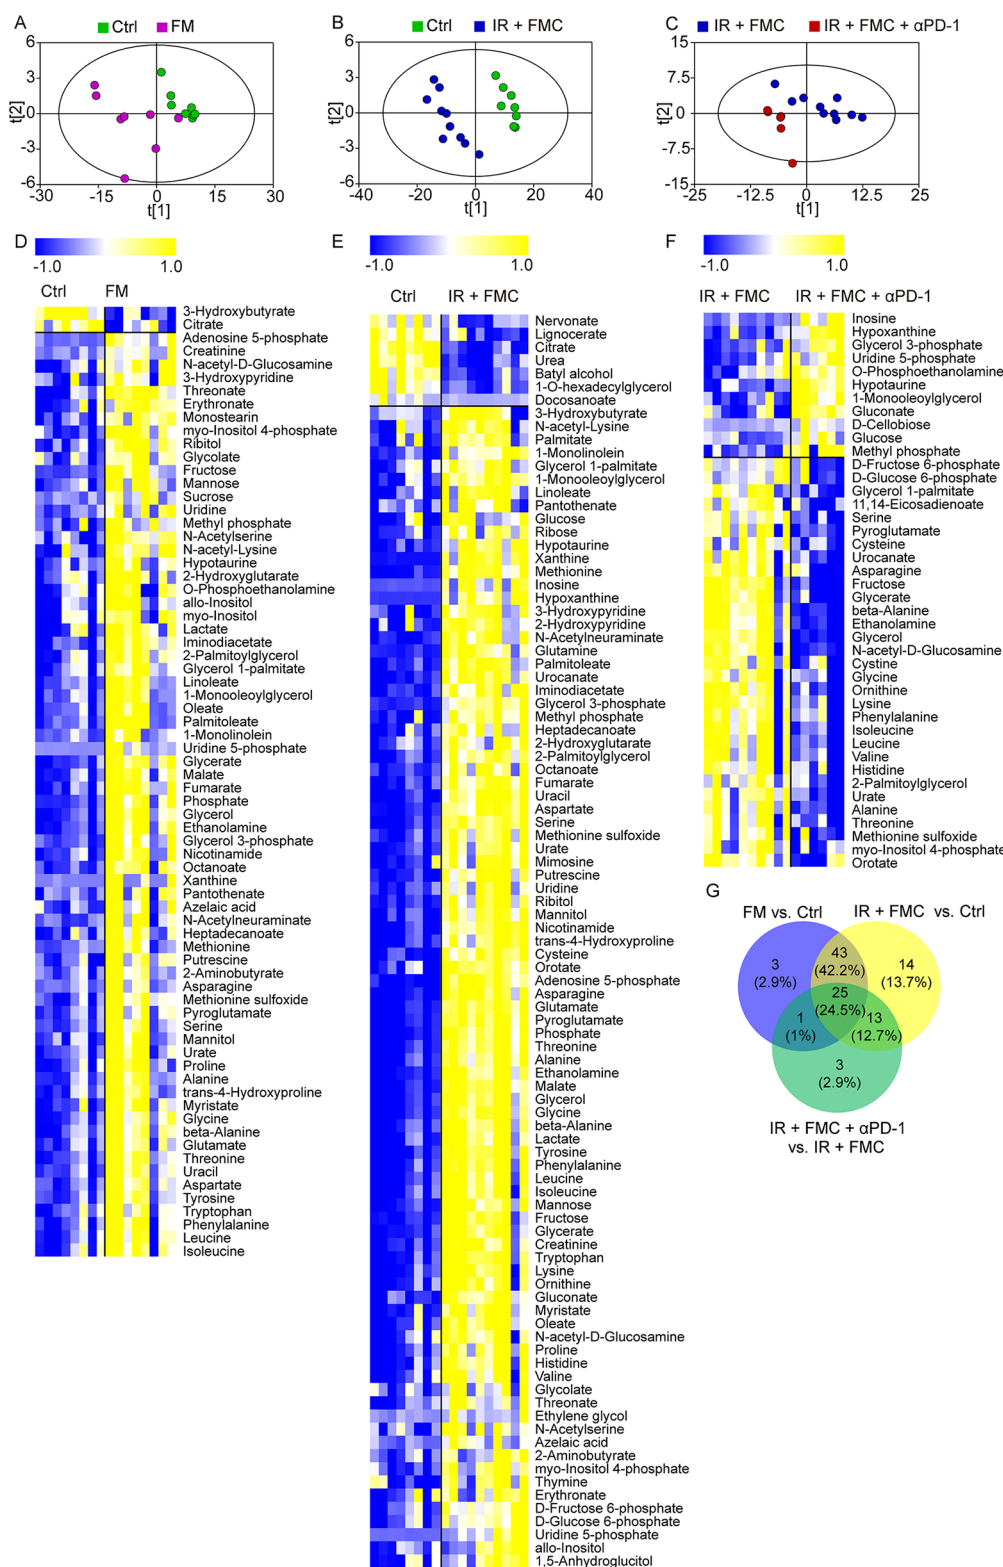 A
Ctrl FM
6
3
0
-3
-6
t[2]
-30 -15 0 15 30
t[1]
B
Ctrl IR + FMC
6
3
0
-3
-6
t[2]
-40 -20 0 20 40
t[1]
C
IR + FMC IR + FMC + αPD-1
15
7.5
0
-7.5
-15
t[2]
-25 -12.5 0 12.5 25
t[1]
D
-1.0 1.0
Ctrl FM
3-Hydroxybutyrate
Citrate
Adenosine 5-phosphate
Creatinine
N-acetyl-D-Glucosamine
3-Hydroxypyridine
Threonate
Erythronate
Monostearin
myo-Inositol 4-phosphate
Ribitol
Glycolate
Fructose
Mannose
Sucrose
Uridine
Methyl phosphate
N-Acetylserine
N-acetyl-Lysine
Hypotaurine
2-Hydroxyglutarate
O-Phosphoethanolamine
allo-Inositol
myo-Inositol
Lactate
Iminodiacetate
2-Palmitoylglycerol
Glycerol 1-palmitate
Linoleate
1-Monooleoylglycerol
Oleate
Palmitoleate
1-Monolinolein
Uridine 5-phosphate
Glycerate
Malate
Fumarate
Phosphate
Glycerol
Ethanolamine
Glycerol 3-phosphate
Nicotinamide
Octanoate
Xanthine
Pantothenate
Azelaic acid
N-Acetylneuraminate
Heptadecanoate
Methionine
Putrescine
2-Aminobutyrate
Asparagine
Methionine sulfoxide
Pyroglutamate
Serine
Mannitol
Urate
Proline
Alanine
trans-4-Hydroxyproline
Myristate
Glycine
beta-Alanine
Glutamate
Threonine
Uracil
Aspartate
Tyrosine
Tryptophan
Phenylalanine
Leucine
Isoleucine
E
-1.0 1.0
Ctrl IR + FMC
Nervonate
Lignocerate
Citrate
Urea
Batyl alcohol
1-O-hexadecylglycerol
Docosanoate
3-Hydroxybutyrate
N-acetyl-Lysine
Palmitate
1-Monolinolein
Glycerol 1-palmitate
1-Monooleoylglycerol
Linoleate
Pantothenate
Glucose
Ribose
Hypotaurine
Xanthine
Methionine
Inosine
Hypoxanthine
3-Hydroxypyridine
2-Hydroxypyridine
N-Acetylneuraminate
Glutamine
Palmitoleate
Urocanate
Iminodiacetate
Glycerol 3-phosphate
Methyl phosphate
Heptadecanoate
2-Hydroxyglutarate
2-Palmitoylglycerol
Octanoate
Fumarate
Uracil
Aspartate
Serine
Methionine sulfoxide
Urate
Mimosine
Putrescine
Uridine
Ribitol
Mannitol
Nicotinamide
trans-4-Hydroxyproline
Cysteine
Orotate
Adenosine 5-phosphate
Asparagine
Glutamate
Pyroglutamate
Phosphate
Threonine
Alanine
Ethanolamine
Malate
Glycerol
Glycine
beta-Alanine
Lactate
Tyrosine
Phenylalanine
Leucine
Isoleucine
Mannose
Fructose
Glycerate
Creatinine
Tryptophan
Lysine
Ornithine
Gluconate
Myristate
Oleate
N-acetyl-D-Glucosamine
Proline
Histidine
Valine
Glycolate
Threonate
Ethylene glycol
N-Acetylserine
Azelaic acid
2-Aminobutyrate
myo-Inositol 4-phosphate
Thymine
Erythronate
D-Fructose 6-phosphate
D-Glucose 6-phosphate
Uridine 5-phosphate
allo-Inositol
1,5-Anhydroglucitol
F
-1.0 1.0
IR + FMC IR + FMC + αPD-1
Inosine
Hypoxanthine
Glycerol 3-phosphate
Uridine 5-phosphate
O-Phosphoethanolamine
Hypotaurine
1-Monooleoylglycerol
Gluconate
D-Cellobiose
Glucose
Methyl phosphate
D-Fructose 6-phosphate
D-Glucose 6-phosphate
Glycerol 1-palmitate
11,14-Eicosadienoate
Serine
Pyroglutamate
Cysteine
Urocanate
Asparagine
Fructose
Glycerate
beta-Alanine
Ethanolamine
Glycerol
N-acetyl-D-Glucosamine
Cystine
Glycine
Ornithine
Lysine
Phenylalanine
Isoleucine
Leucine
Valine
Histidine
2-Palmitoylglycerol
Urate
Alanine
Threonine
Methionine sulfoxide
myo-Inositol 4-phosphate
Orotate
G
FM vs. Ctrl IR + FMC vs. Ctrl
3
(2.9%)
43
(42.2%)
14
(13.7%)
25
(24.5%)
1
(1%)
13
(12.7%)
3
(2.9%)
IR + FMC + αPD-1
vs. IR + FMC